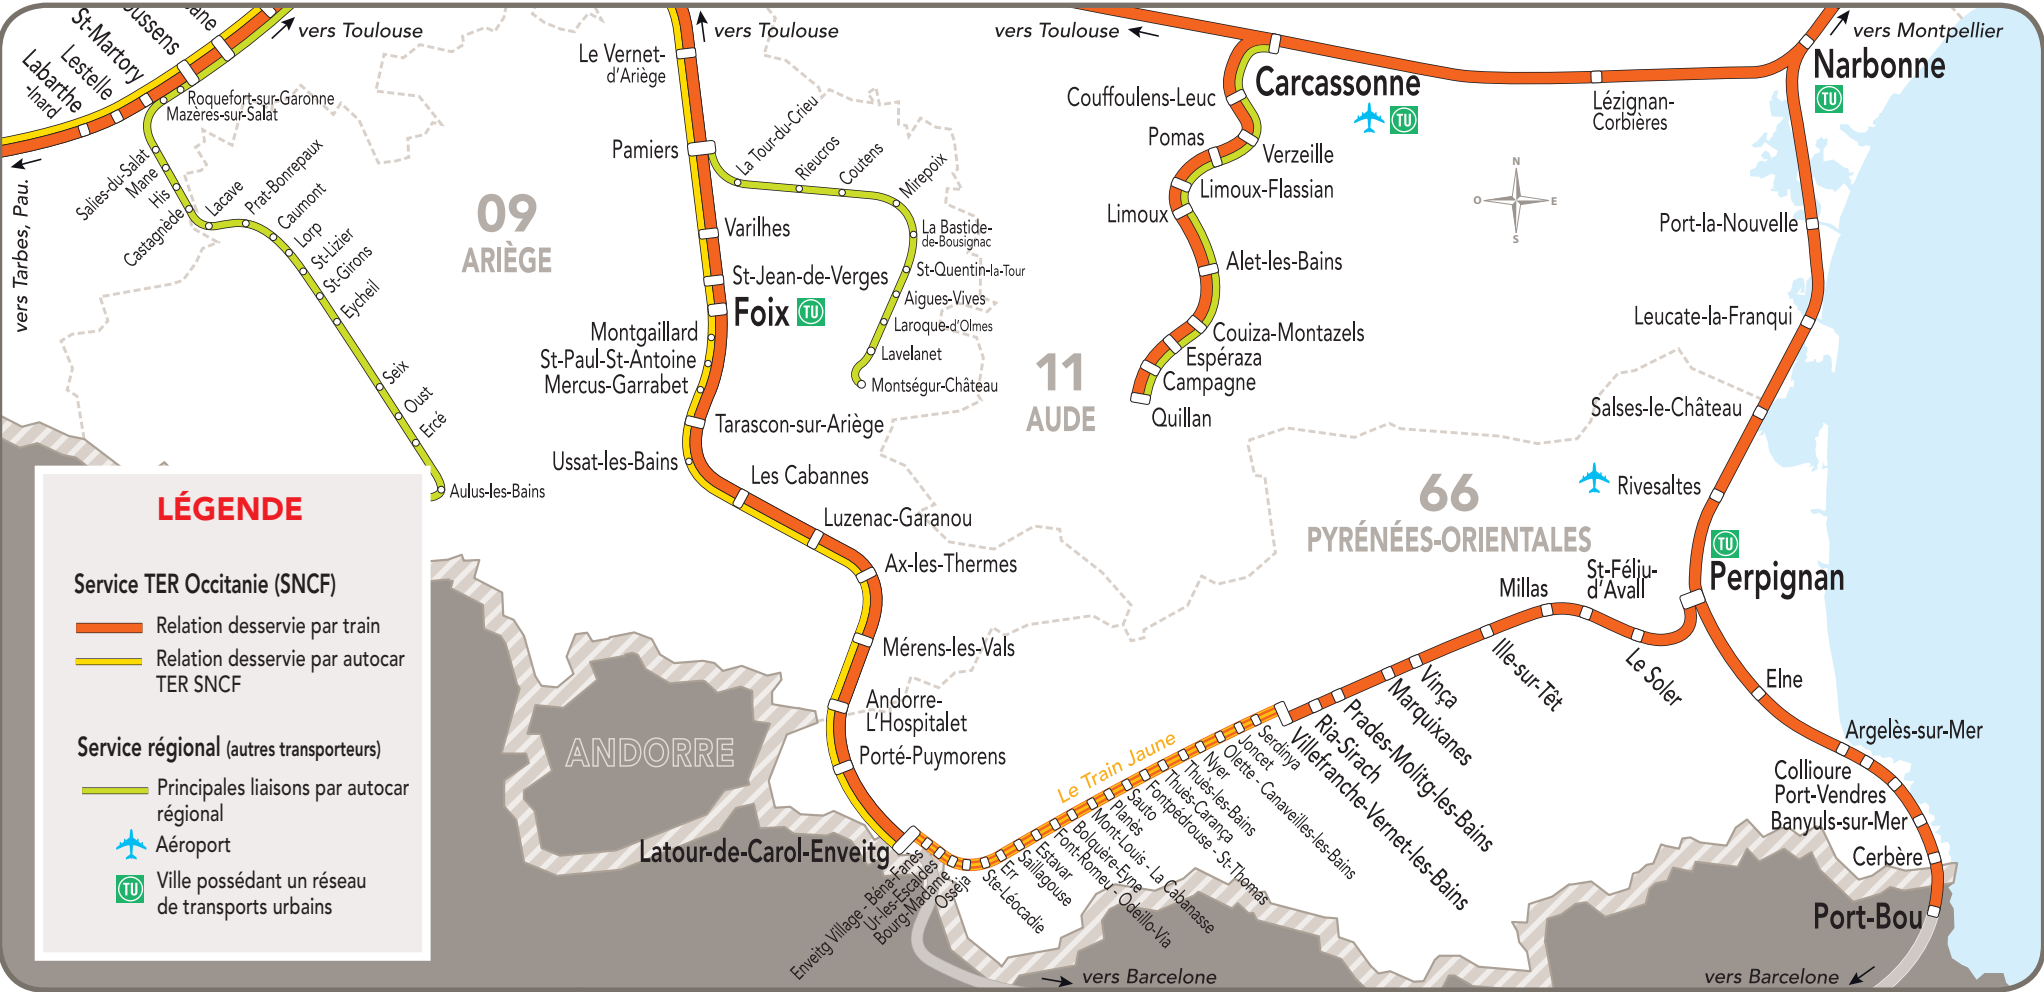 oussens
ane
St-Martory
Lestelle
Labarthe
-Inard
vers Toulouse
Roquefort-sur-Garonne
Mazères-sur-Salat
vers Tarbes, Pau.
Salies-du-Salat
Mane
His
Castagnède
Lacave
Prat-Bonrepaux
Caumont
Lorp
St-Lizier
St-Girons
Eycheil
Seix
Oust
Ercé
Aulus-les-Bains
09
ARIÈGE
vers Toulouse
Le Vernet-
d'Ariège
Pamiers
La Tour-du-Crieu
Rieucros
Coutens
Mirepoix
La Bastide-
de-Bousignac
St-Quentin-la-Tour
Aigues-Vives
Laroque-d'Olmes
Lavelanet
Montségur-Château
Varilhes
St-Jean-de-Verges
Foix
TU
Montgaillard
St-Paul-St-Antoine
Mercus-Garrabet
Tarascon-sur-Ariège
Ussat-les-Bains
Les Cabannes
Luzenac-Garanou
Ax-les-Thermes
Mérens-les-Vals
Andorre-
L'Hospitalet
Porté-Puymorens
Latour-de-Carol-Enveitg
ANDORRE
vers Toulouse
Carcassonne
TU
Couffoulens-Leuc
Pomas
Verzeille
Limoux-Flassian
Limoux
Alet-les-Bains
Couiza-Montazels
Espéraza
Campagne
Quillan
11
AUDE
Lézignan-
Corbières
N
O
E
S
vers Montpellier
Narbonne
TU
Port-la-Nouvelle
Leucate-la-Franqui
Salses-le-Château
Rivesaltes
66
PYRÉNÉES-ORIENTALES
TU
Perpignan
St-Féliu-
d'Avall
Millas
Le Soler
Ille-sur-Têt
Vinça
Marquixanes
Prades-Molitg-les-Bains
Ria-Sirach
Villefranche-Vernet-les-Bains
Le Train Jaune
Serdinya
Joncet
Olette - Canaveilles-les-Bains
Nyer
Thuès-les-Bains
Thuès-Carança
Fontpédrouse - St-Thomas
Sauto
Planès
Mont-Louis - La Cabanasse
Bolquère-Eyne
Font-Romeu - Odeillo-Via
Estavar
Saillagouse
Err
Ste-Léocadie
Osséja
Bourg-Madame
Ur-les-Escaldes
Enveitg Village - Béna-Fanès
Elne
Argelès-sur-Mer
Collioure
Port-Vendres
Banyuls-sur-Mer
Cerbère
Port-Bou
vers Barcelone
vers Barcelone
LÉGENDE
Service TER Occitanie (SNCF)
Relation desservie par train
Relation desservie par autocar
TER SNCF
Service régional (autres transporteurs)
Principales liaisons par autocar
régional
Aéroport
TU
Ville possédant un réseau
de transports urbains